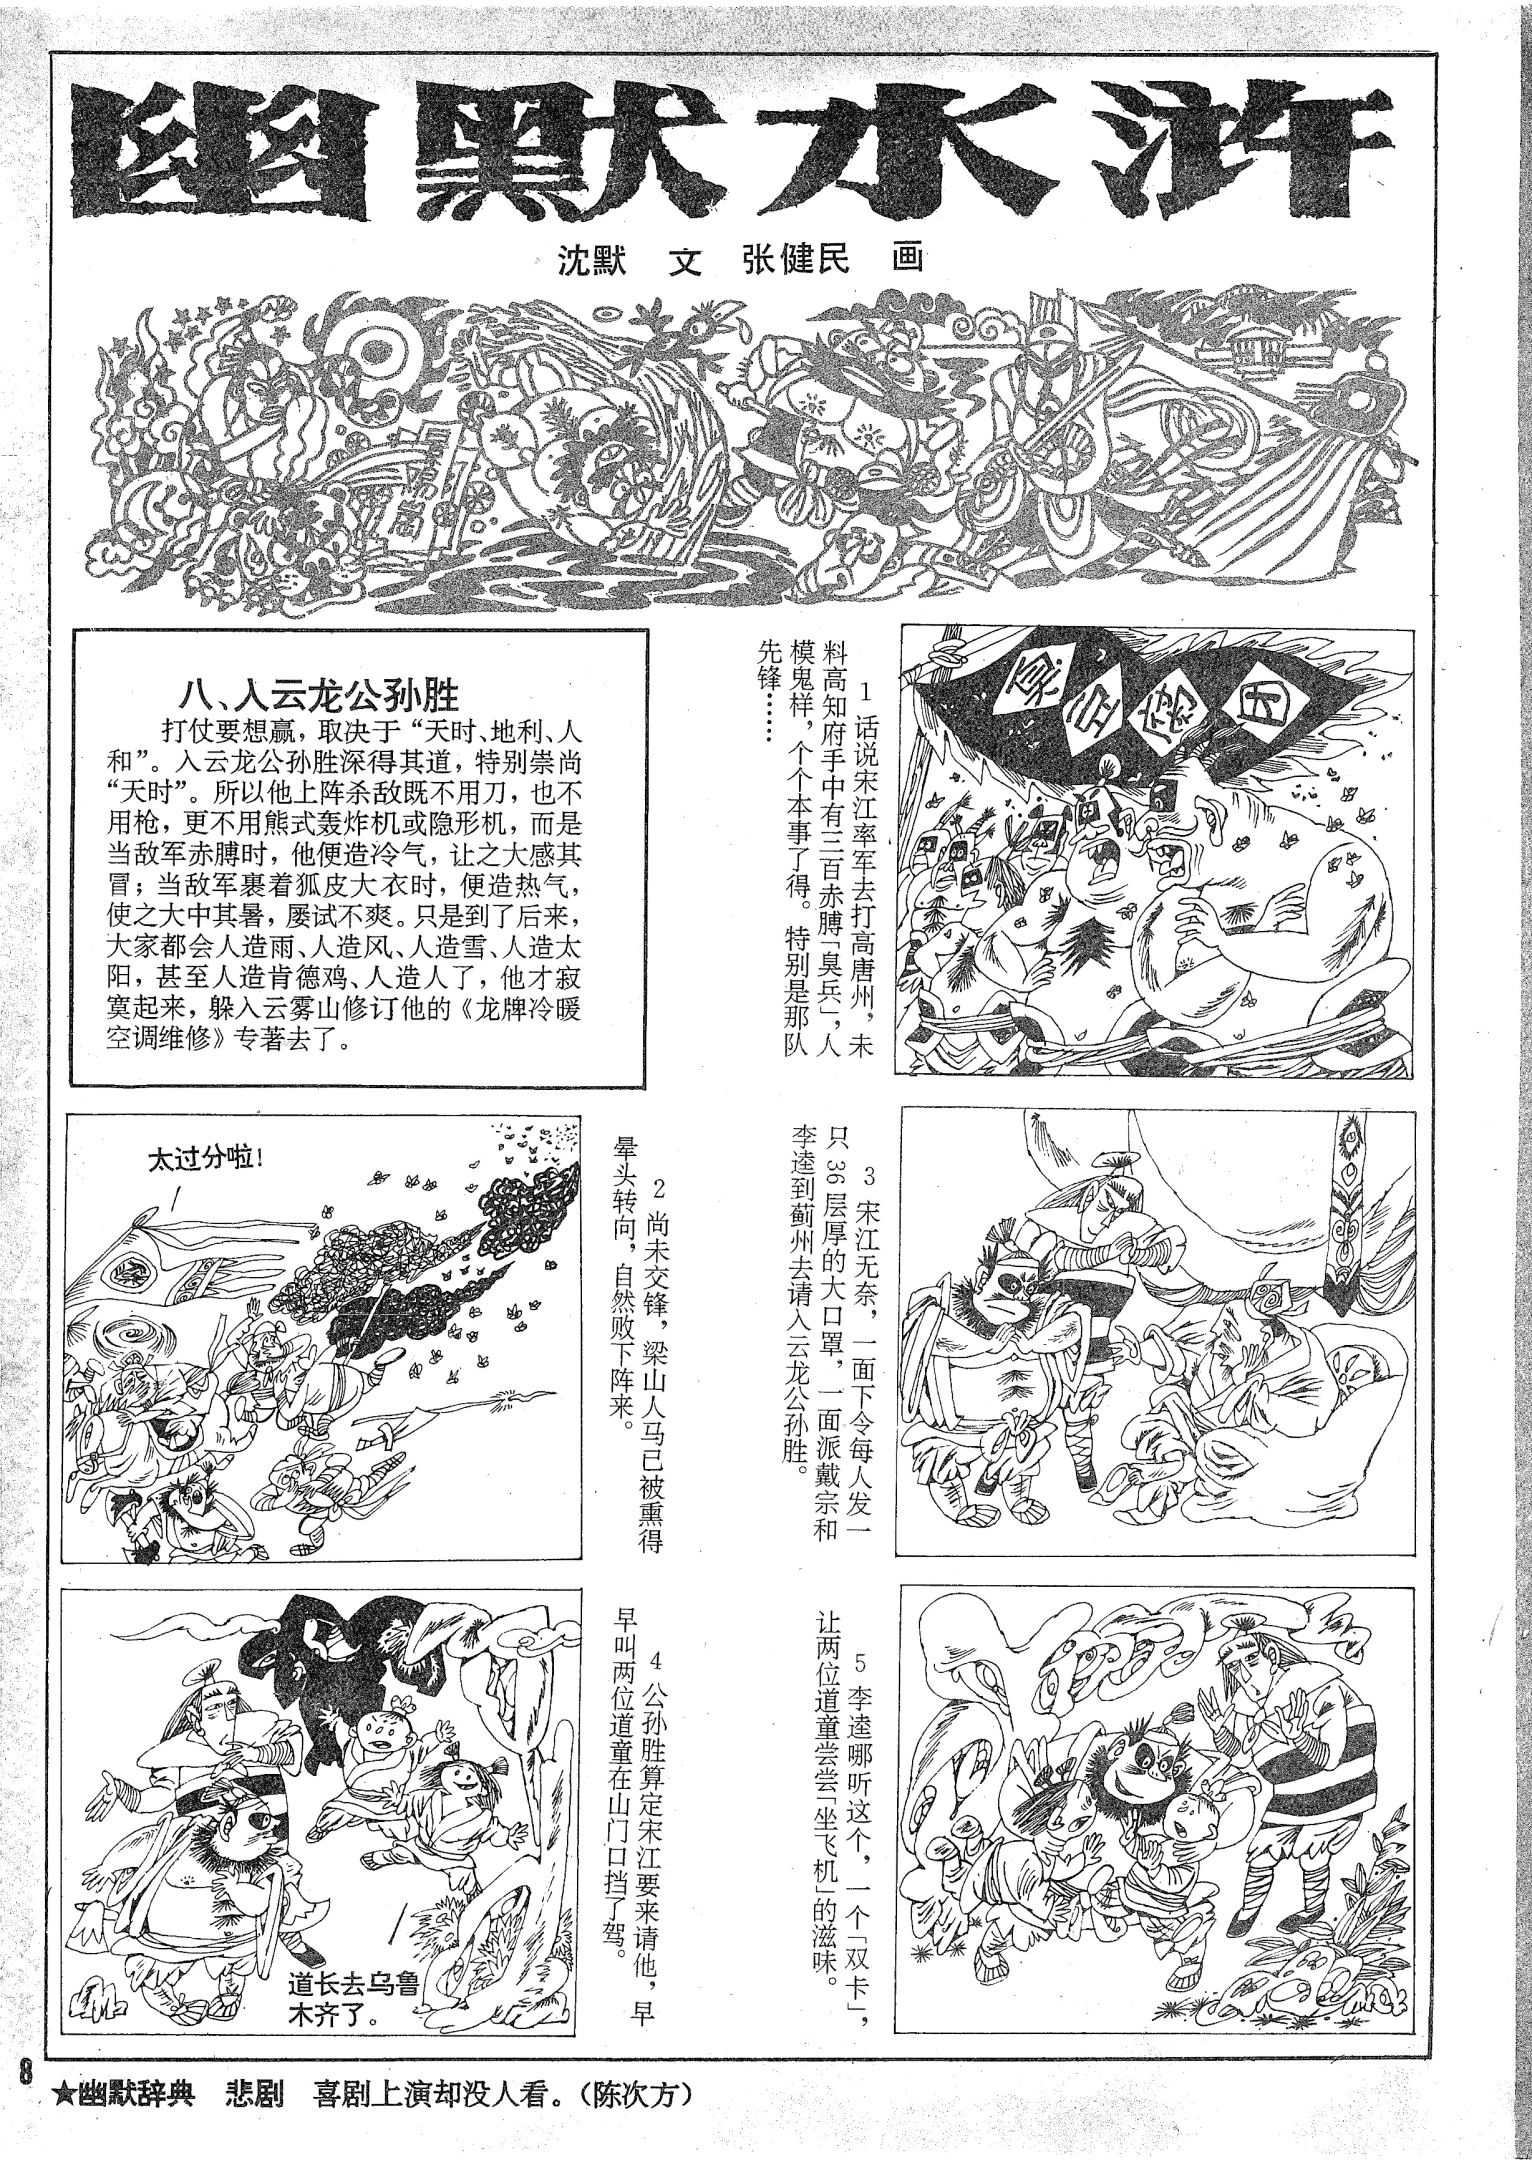 幽默水浒
沈默 文 张健民 画
八、入云龙公孙胜
打仗要想赢，取决于“天时、地利、人
和”。入云龙公孙胜深得其道，特别崇尚
“天时”。所以他上阵杀敌既不用刀，也不
用枪，更不用熊式轰炸机或隐形机，而是
当敌军赤膊时，他便造冷气，让之大感其
冒；当敌军裹着狐皮大衣时，便造热气，
使之大中其暑，屡试不爽。只是到了后来，
大家都会人造雨、人造风、人造雪、人造太
阳，甚至人造肯德鸡、人造人了，他才寂
寞起来，躲入云雾山修订他的《龙牌冷暖
空调维修》专著去了。
1 话说宋江率军去打高唐州，未
料高知府手中有三百赤膊「臭兵」，人
模鬼样，个个本事了得。特别是那队
先锋……
太过分啦！
2 尚未交锋，梁山人马已被熏得
晕头转向，自然败下阵来。
3 宋江无奈，一面下令每人发一
只36层厚的大口罩，一面派戴宗和
李逵到蓟州去请入云龙公孙胜。
道长去乌鲁
木齐了。
4 公孙胜算定宋江要来请他，早
早叫两位道童在山门口挡了驾。
5 李逵哪听这个，一个「双卡」，
让两位道童尝尝「坐飞机」的滋味。
8
★幽默辞典 悲剧 喜剧上演却没人看。（陈次方）